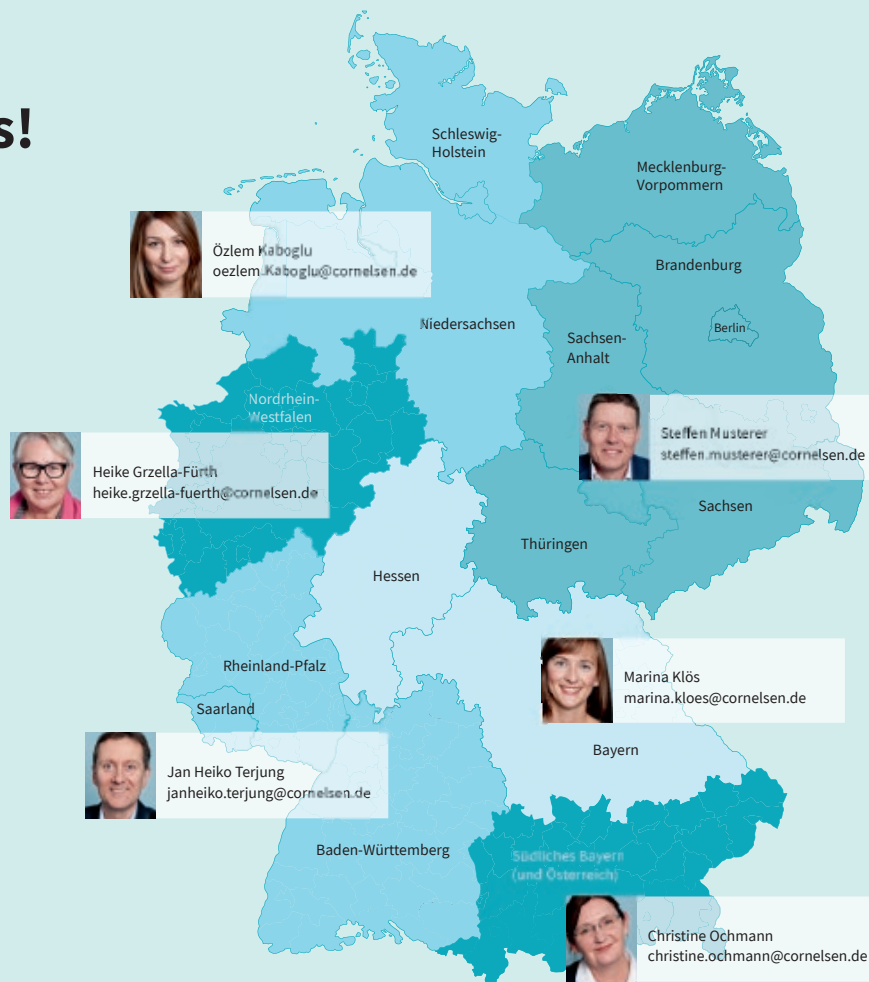 s!
Schleswig-
Holstein
Mecklenburg-
Vorpommern
Özlem Kaboglu
oezlem.Kaboglu@cornelsen.de
Brandenburg
Niedersachsen
Berlin
Sachsen-
Anhalt
Nordrhein-
Westfalen
Steffen Musterer
steffen.musterer@cornelsen.de
Heike Grzella-Fürth
heike.grzella-fuerth@cornelsen.de
Sachsen
Thüringen
Hessen
Rheinland-Pfalz
Marina Klös
marina.kloes@cornelsen.de
Saarland
Bayern
Jan Heiko Terjung
janheiko.terjung@cornelsen.de
Baden-Württemberg
Südliches Bayern
(und Österreich)
Christine Ochmann
christine.ochmann@cornelsen.de